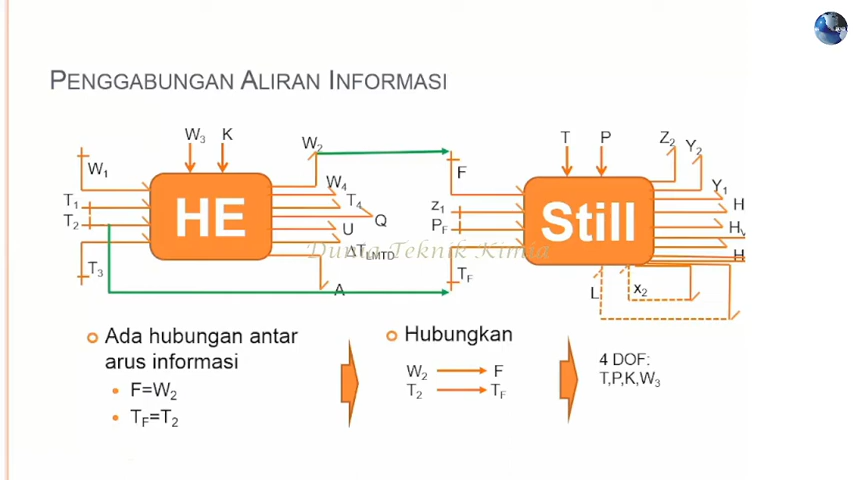 PENGGABUNGAN ALIRAN INFORMASI
W₃ K
W₂
W₁
W₄
T₁
T₄
T₂
Q
U
ΔT_LMTD
T₃
A
HE
T P
Z₂
Y₂
F
Y₁
z₁
H
P_F
H_v
H
T_F
L
x₂
Still
Dunia Teknik Kimia
Ada hubungan antar
arus informasi
F=W₂
T_F=T₂
Hubungkan
W₂ F
T₂ T_F
4 DOF:
T,P,K,W₃